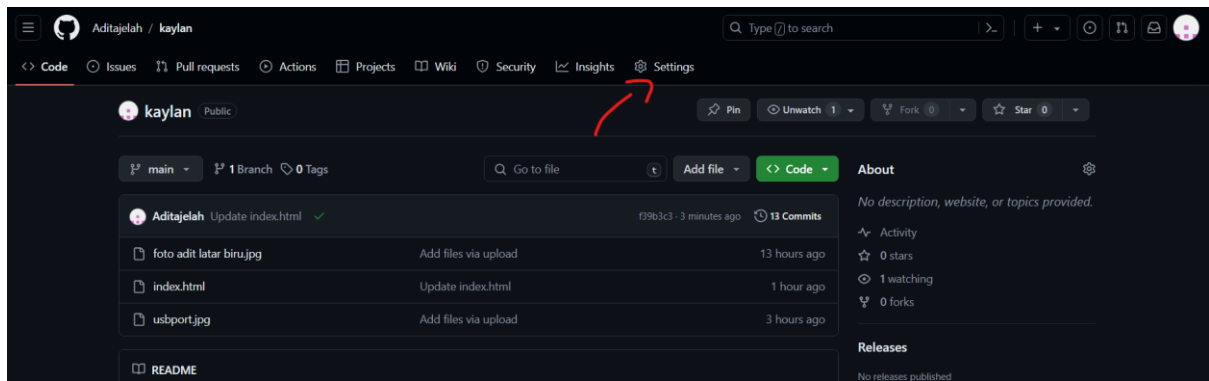 Aditajelah / kaylan
Type / to search
Code Issues Pull requests Actions Projects Wiki Security Insights Settings
kaylan Public
Pin Unwatch 1 Fork 0 Star 0
main 1 Branch 0 Tags
Go to file t Add file Code
Aditajelah Update index.html f39b3c3 · 3 minutes ago 13 Commits
foto adit latar biru.jpg Add files via upload 13 hours ago
index.html Update index.html 1 hour ago
usbport.jpg Add files via upload 3 hours ago
README
About
No description, website, or topics provided.
Activity
0 stars
1 watching
0 forks
Releases
No releases published